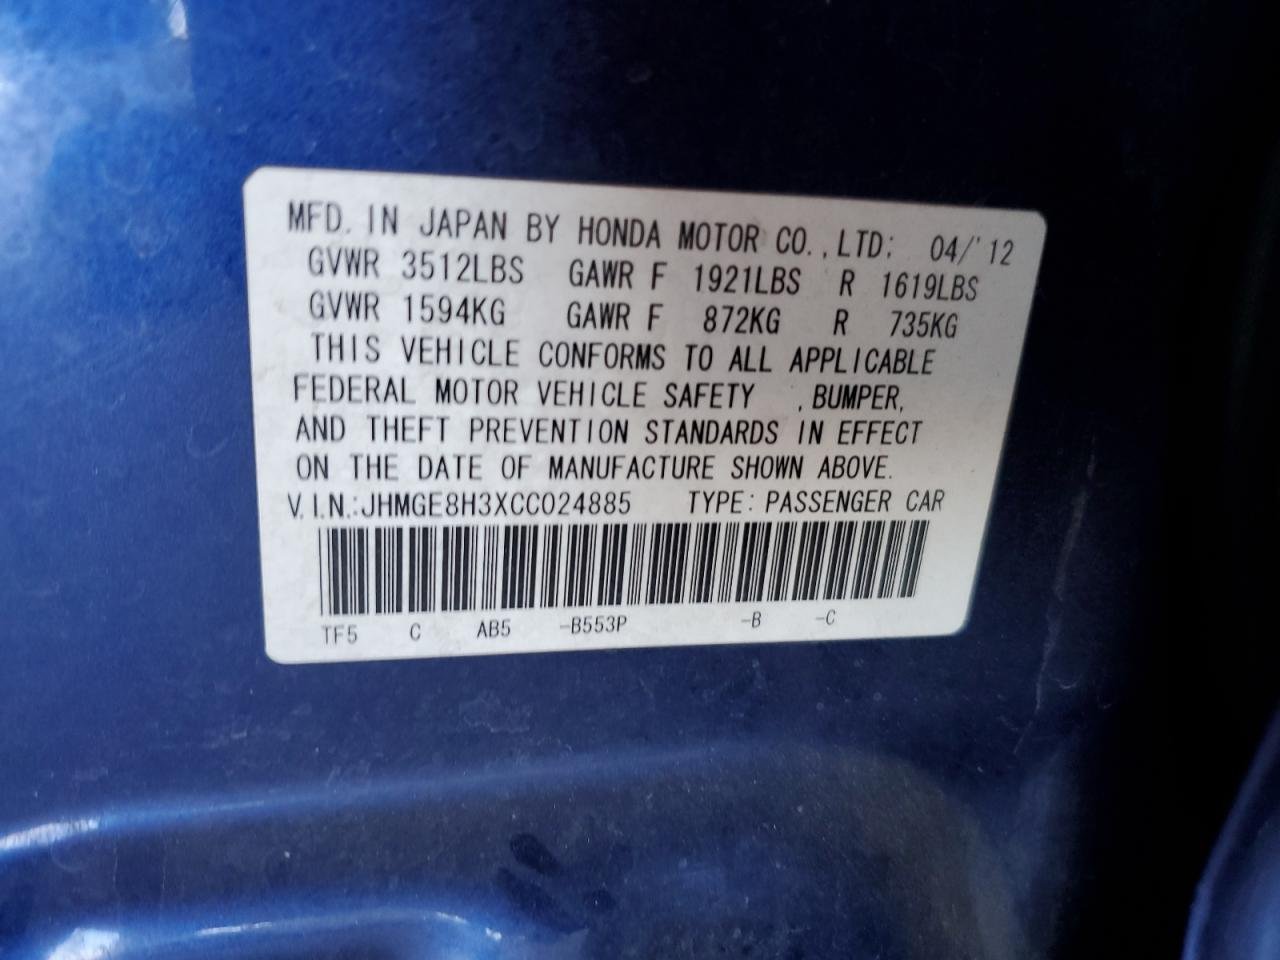 MFD. IN JAPAN BY HONDA MOTOR CO.,LTD; 04/'12
GVWR 3512LBS GAWR F 1921LBS R 1619LBS
GVWR 1594KG GAWR F 872KG R 735KG
THIS VEHICLE CONFORMS TO ALL APPLICABLE
FEDERAL MOTOR VEHICLE SAFETY , BUMPER,
AND THEFT PREVENTION STANDARDS IN EFFECT
ON THE DATE OF MANUFACTURE SHOWN ABOVE.
V.I.N.:JHMGE8H3XCC024885 TYPE: PASSENGER CAR
TF5 C AB5 -B553P -B -C